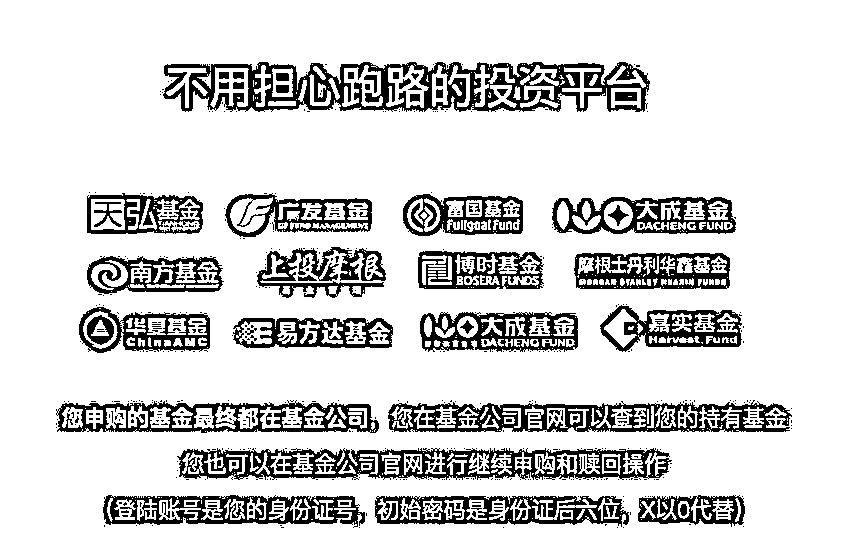 不用担心跑路的投资平台
天弘基金 广发基金 富国基金 Fullgoal Fund 大成基金 DACHENG FUND
南方基金 上投摩根 博时基金 BOSERA FUNDS 摩根士丹利华鑫基金 MORGAN STANLEY HUAXIN FUNDS
华夏基金 ChinaAMC 易方达基金 大成基金 DACHENG FUND 嘉实基金 Harvest Fund
您申购的基金最终都在基金公司，您在基金公司官网可以查到您的持有基金
您也可以在基金公司官网进行继续申购和赎回操作
（登陆账号是您的身份证号，初始密码是身份证后六位，X以0代替）